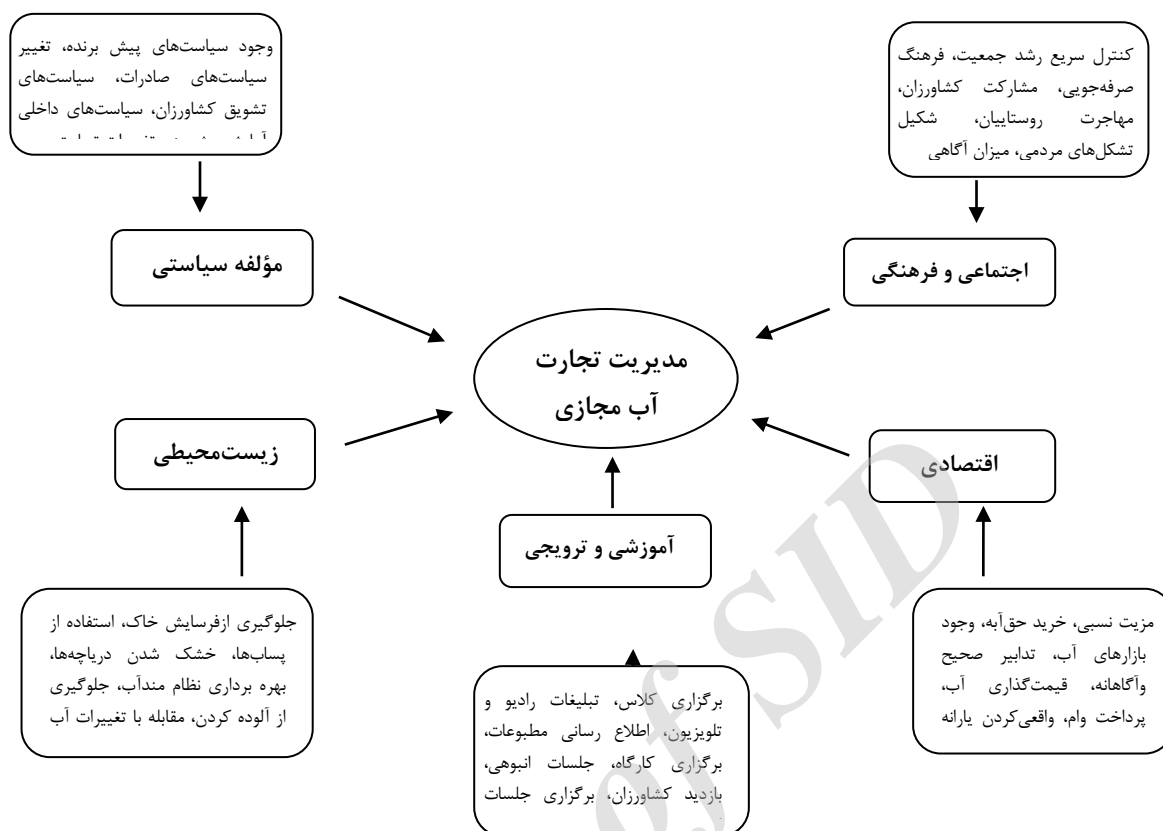 وجود سیاست‌های پیش برنده، تغییر
سیاست‌های صادرات، سیاست‌های
تشویق کشاورزان، سیاست‌های داخلی
کنترل سریع رشد جمعیت، فرهنگ
صرفه‌جویی، مشارکت کشاورزان،
مهاجرت روستاییان، شکیل
تشکل‌های مردمی، میزان آگاهی
مؤلفه سیاستی
اجتماعی و فرهنگی
مدیریت تجارت
آب مجازی
زیست‌محیطی
اقتصادی
آموزشی و ترویجی
جلوگیری ازفرسایش خاک، استفاده از
پساب‌ها، خشک شدن دریاچه‌ها،
بهره برداری نظام مندآب، جلوگیری
از آلوده کردن، مقابله با تغییرات آب
مزیت نسبی، خرید حق‌آبه، وجود
بازارهای آب، تدابیر صحیح
وآگاهانه، قیمت‌گذاری آب،
پرداخت وام، واقعی‌کردن یارانه
برگزاری کلاس، تبلیغات رادیو و
تلویزیون، اطلاع رسانی مطبوعات،
برگزاری کارگاه، جلسات انبوهی،
بازدید کشاورزان، برگزاری جلسات
of SID